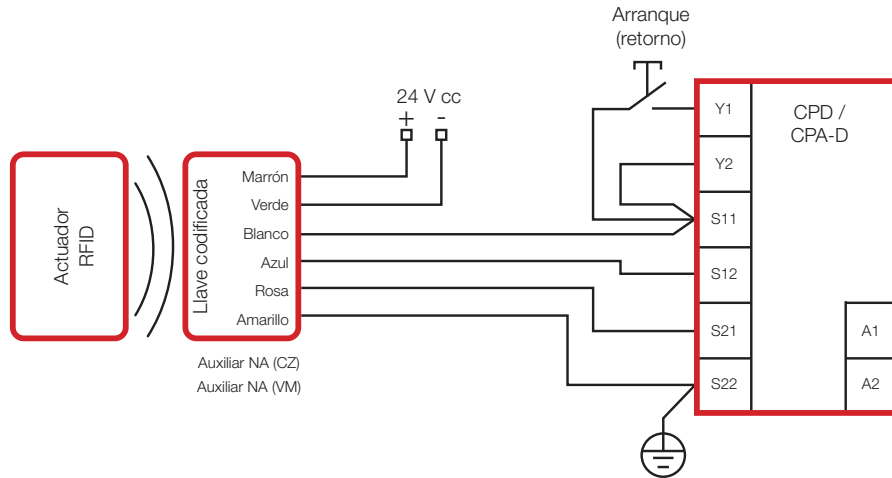 Arranque
(retorno)
24 V cc
+ -
Actuador
RFID
Llave codificada
Marrón
Verde
Blanco
Azul
Rosa
Amarillo
Auxiliar NA (CZ)
Auxiliar NA (VM)
Y1
Y2
S11
S12
S21
S22
CPD /
CPA-D
A1
A2